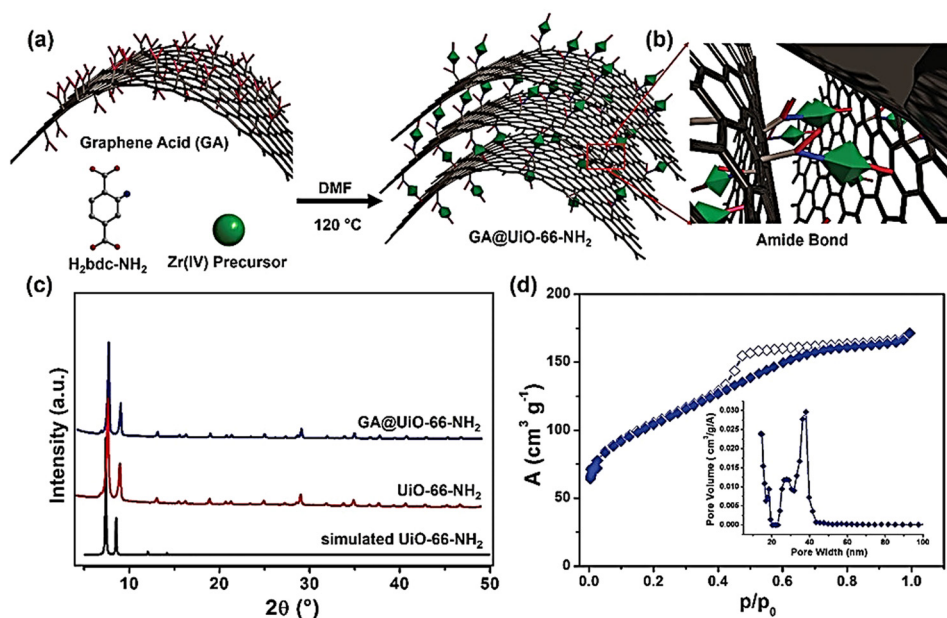 (a)
Graphene Acid (GA)
H₂bdc-NH₂
Zr(IV) Precursor
DMF
120 °C
GA@UiO-66-NH₂
(b)
Amide Bond
(c)
Intensity (a.u.)
GA@UiO-66-NH₂
UiO-66-NH₂
simulated UiO-66-NH₂
10 20 30 40 50
2θ (°)
(d)
A (cm³ g⁻¹)
200
150
100
50
0
0.0 0.2 0.4 0.6 0.8 1.0
p/p₀
Pore Volume ( cm³/g/A)
0.030
0.025
0.020
0.015
0.010
0.005
0.000
20 40 60 80 100
Pore Width (nm)